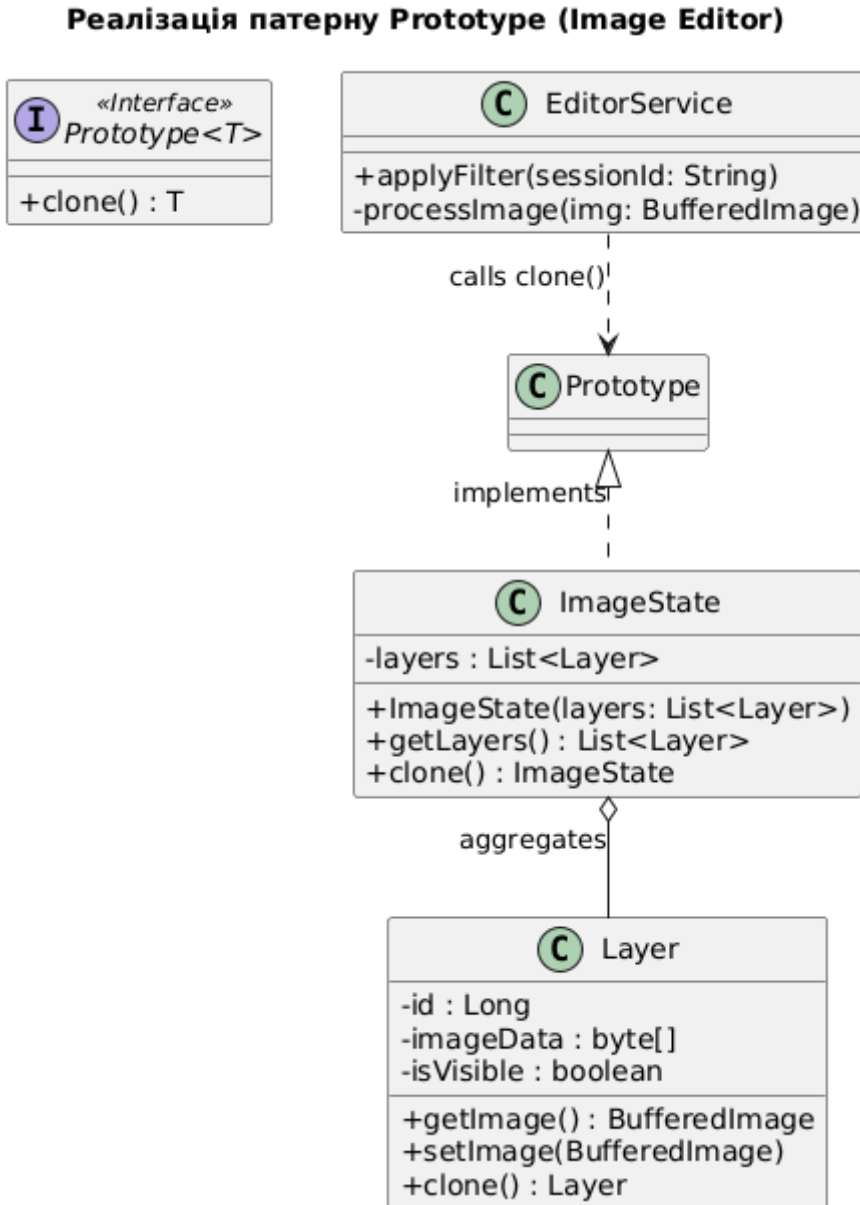 Реалізація патерну Prototype (Image Editor)
I
«Interface»
Prototype<T>
+clone() : T
C EditorService
+applyFilter(sessionId: String)
-processImage(img: BufferedImage)
calls clone()
C Prototype
implements
C ImageState
-layers : List<Layer>
+ImageState(layers: List<Layer>)
+getLayers() : List<Layer>
+clone() : ImageState
aggregates
C Layer
-id : Long
-imageData : byte[]
-isVisible : boolean
+getImage() : BufferedImage
+setImage(BufferedImage)
+clone() : Layer